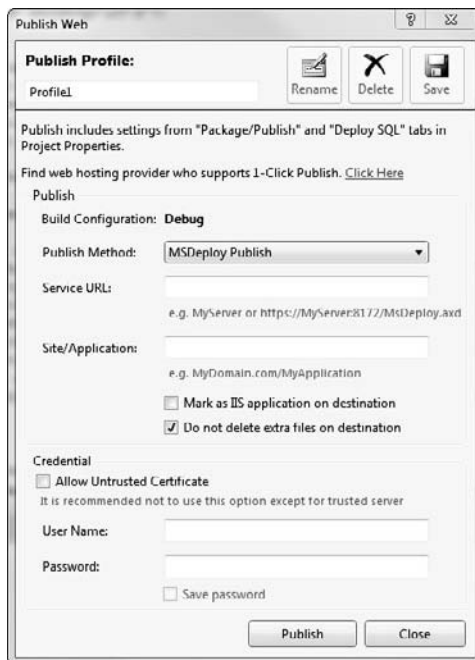 Publish Web
Publish Profile:
Profile1
Rename
Delete
Save
Publish includes settings from "Package/Publish" and "Deploy SQL" tabs in
Project Properties.
Find web hosting provider who supports 1-Click Publish. Click Here
Publish
Build Configuration: Debug
Publish Method: MSDeploy Publish
Service URL:
e.g. MyServer or https://MyServer:8172/MsDeploy.axd
Site/Application:
e.g. MyDomain.com/MyApplication
Mark as IIS application on destination
Do not delete extra files on destination
Credential
Allow Untrusted Certificate
It is recommended not to use this option except for trusted server
User Name:
Password:
Save password
Publish
Close